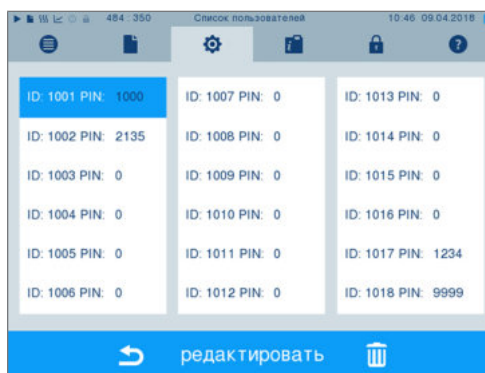 484 : 350 Список пользователей 10:46 09.04.2018
ID: 1001 PIN: 1000
ID: 1002 PIN: 2135
ID: 1003 PIN: 0
ID: 1004 PIN: 0
ID: 1005 PIN: 0
ID: 1006 PIN: 0
ID: 1007 PIN: 0
ID: 1008 PIN: 0
ID: 1009 PIN: 0
ID: 1010 PIN: 0
ID: 1011 PIN: 0
ID: 1012 PIN: 0
ID: 1013 PIN: 0
ID: 1014 PIN: 0
ID: 1015 PIN: 0
ID: 1016 PIN: 0
ID: 1017 PIN: 1234
ID: 1018 PIN: 9999
редактировать